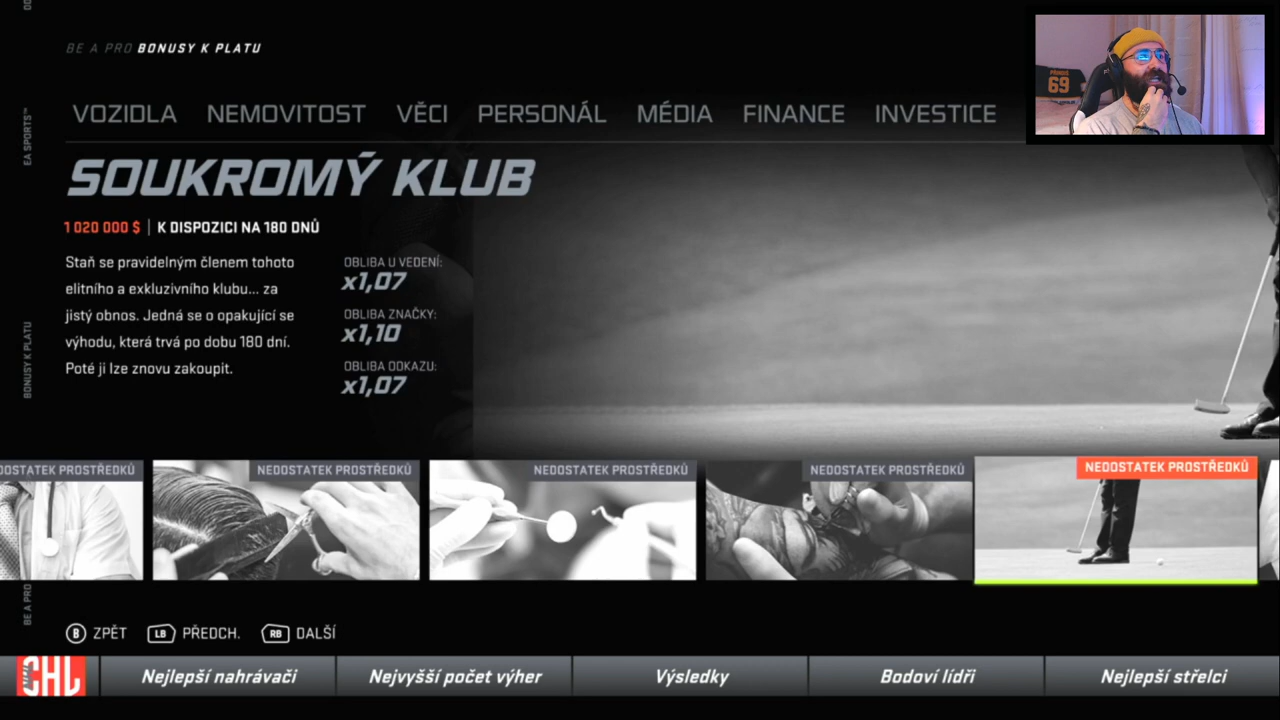 BE A PRO BONUSY K PLATU
VOZIDLA NEMOVITOST VĚCI PERSONÁL MÉDIA FINANCE INVESTICE
SOUKROMÝ KLUB
1 020 000 $ | K DISPOZICI NA 180 DNŮ
Staň se pravidelným členem tohoto
elitního a exkluzivního klubu... za
jistý obnos. Jedná se o opakující se
výhodu, která trvá po dobu 180 dní.
Poté ji lze znovu zakoupit.
OBLIBA U VEDENÍ:
x1,07
OBLIBA ZNAČKY:
x1,10
OBLIBA ODKAZU:
x1,07
EA SPORTS™
BONUSY K PLATU
BE A PRO
69
DOSTATEK PROSTŘEDKŮ
NEDOSTATEK PROSTŘEDKŮ
NEDOSTATEK PROSTŘEDKŮ
NEDOSTATEK PROSTŘEDKŮ
NEDOSTATEK PROSTŘEDKŮ
B ZPĚT LB PŘEDCH. RB DALŠÍ
CHL
Nejlepší nahrávači
Nejvyšší počet výher
Výsledky
Bodoví lídři
Nejlepší střelci